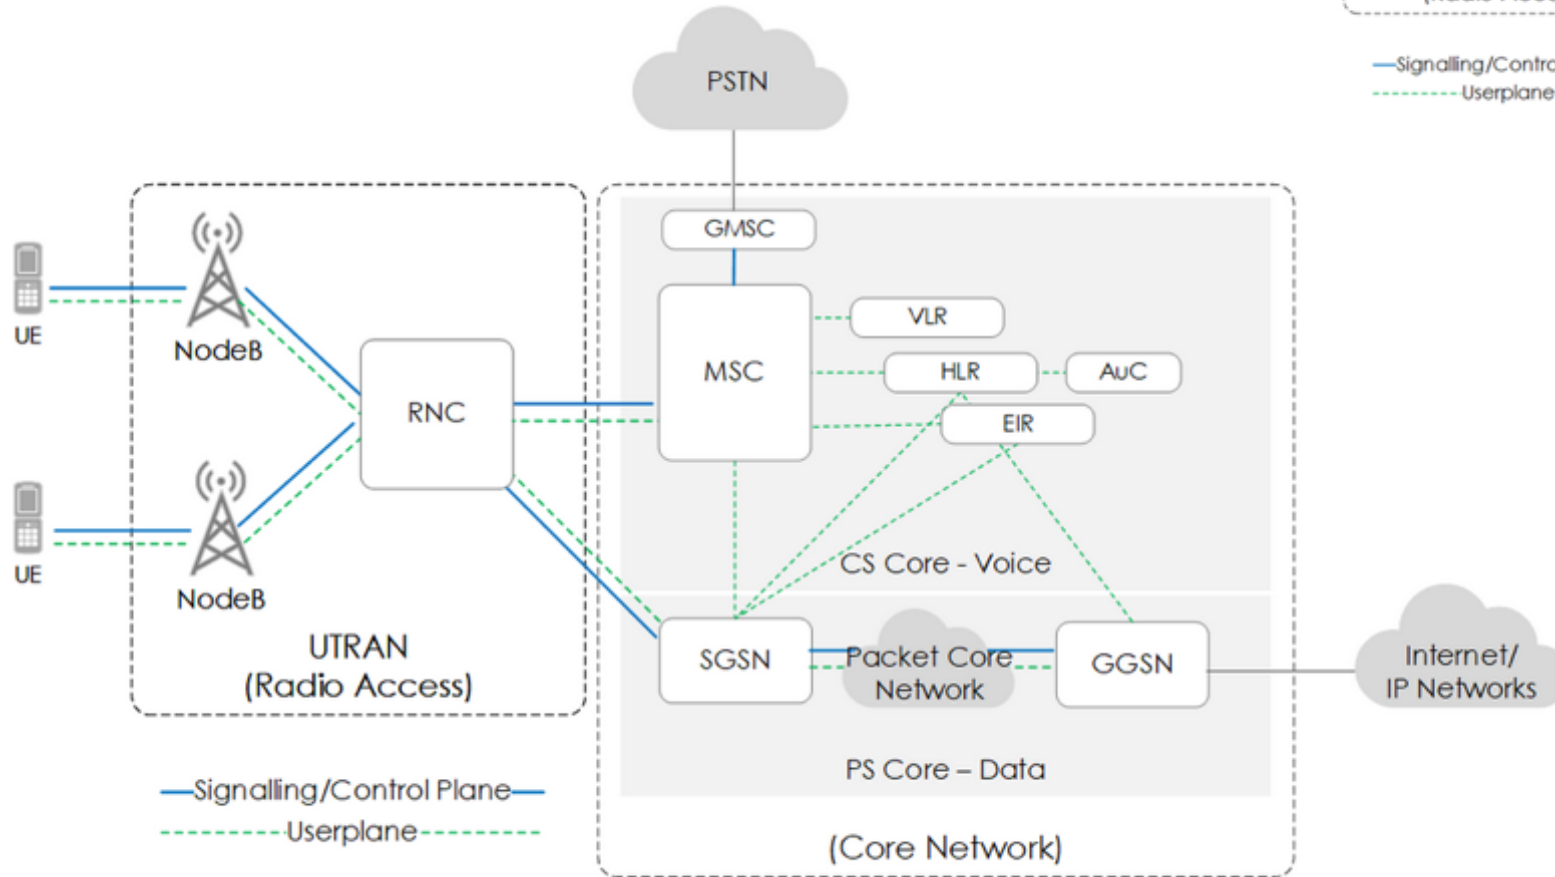 Signalling/Contro
Userplane
PSTN
GMSC
UE
NodeB
MSC
VLR
HLR
AuC
EIR
RNC
UE
NodeB
CS Core - Voice
UTRAN
(Radio Access)
SGSN
Packet Core
Network
GGSN
Internet/
IP Networks
PS Core – Data
Signalling/Control Plane
Userplane
(Core Network)